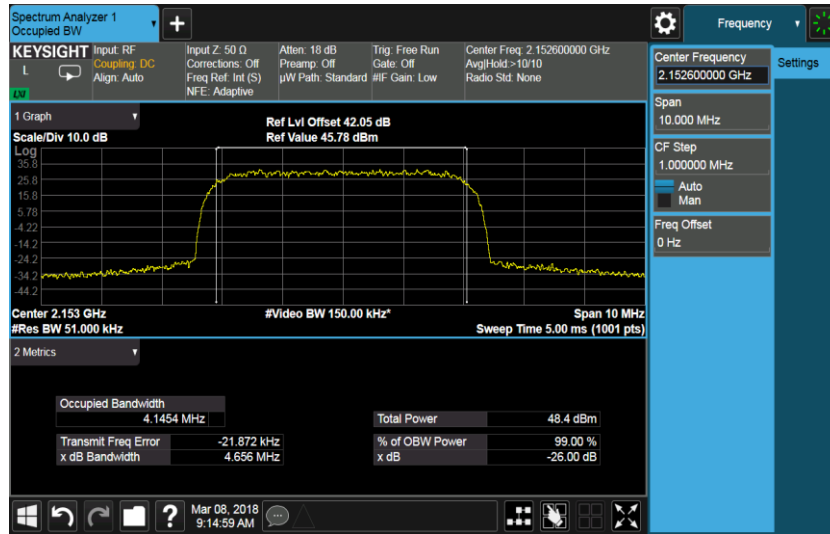 Spectrum Analyzer 1
Occupied BW
+
Frequency
KEYSIGHT
L
LXI
Input: RF
Coupling: DC
Align: Auto
Input Z: 50 Ω
Corrections: Off
Freq Ref: Int (S)
NFE: Adaptive
Atten: 18 dB
Preamp: Off
µW Path: Standard
Trig: Free Run
Gate: Off
#IF Gain: Low
Center Freq: 2.152600000 GHz
Avg|Hold:>10/10
Radio Std: None
1 Graph
Scale/Div 10.0 dB
Ref Lvl Offset 42.05 dB
Ref Value 45.78 dBm
Log
35.8
25.8
15.8
5.78
-4.22
-14.2
-24.2
-34.2
-44.2
Center 2.153 GHz
#Video BW 150.00 kHz*
Span 10 MHz
#Res BW 51.000 kHz
Sweep Time 5.00 ms (1001 pts)
2 Metrics
Occupied Bandwidth
4.1454 MHz
Total Power 48.4 dBm
Transmit Freq Error -21.872 kHz
% of OBW Power 99.00 %
x dB Bandwidth 4.656 MHz
x dB -26.00 dB
?
Mar 08, 2018
9:14:59 AM
Center Frequency
2.152600000 GHz
Settings
Span
10.000 MHz
CF Step
1.000000 MHz
Auto
Man
Freq Offset
0 Hz